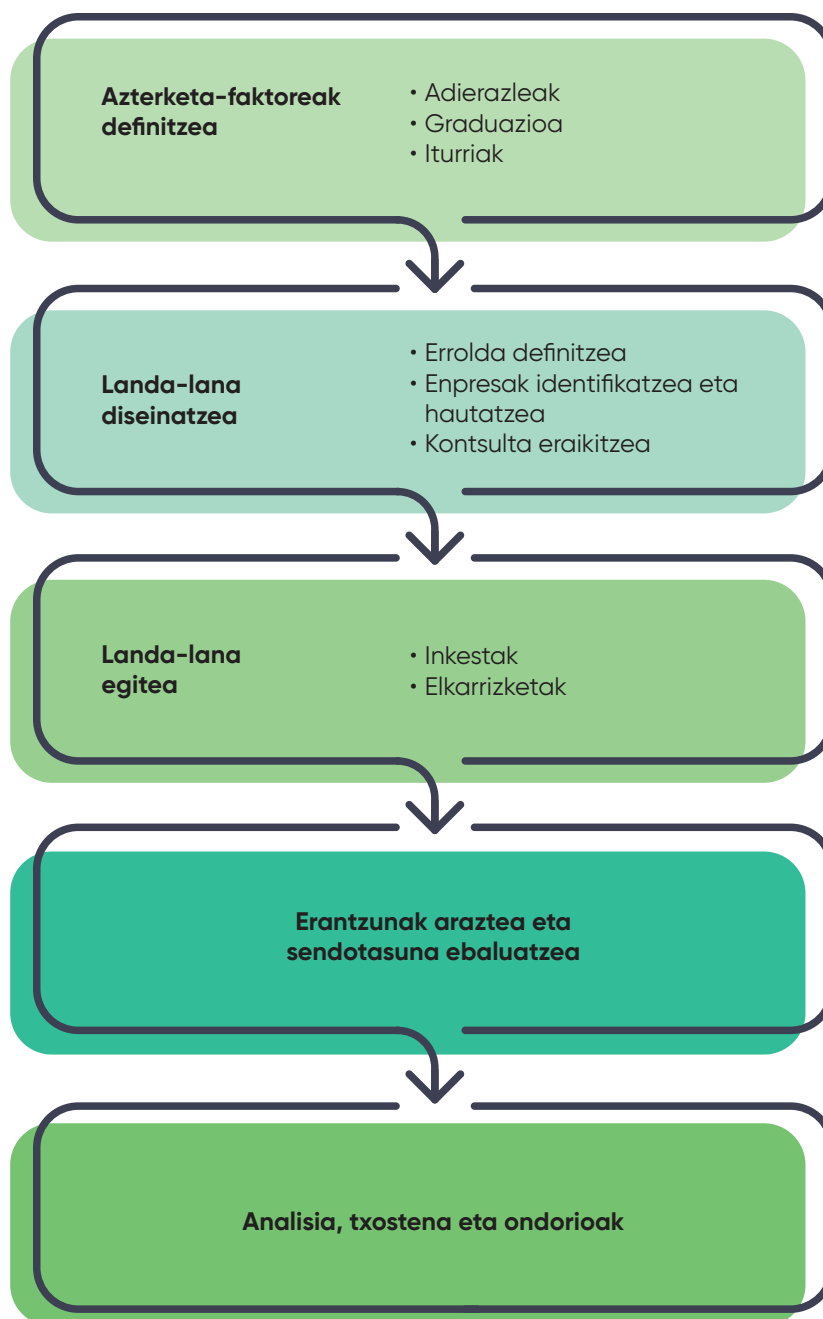 Azterketa-faktoreak
definitzea
• Adierazleak
• Graduazioa
• Iturriak
Landa-lana
diseinatzea
• Errolda definitzea
• Enpresak identifikatzea eta
hautatzea
• Kontsulta eraikitzea
Landa-lana
egitea
• Inkestak
• Elkarrizketak
Erantzunak araztea eta
sendotasuna ebaluatzea
Analisia, txostena eta ondorioak